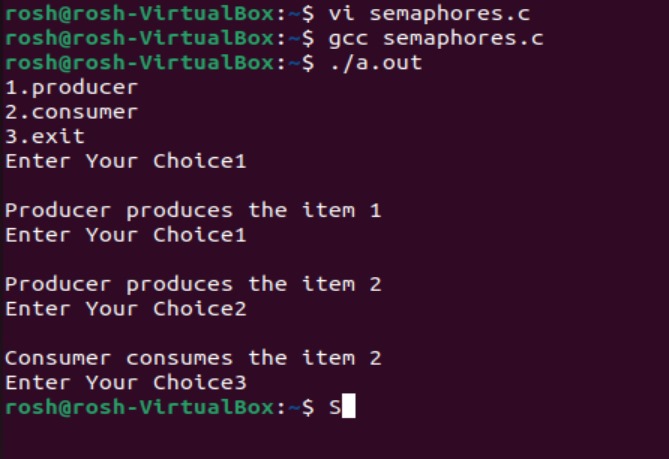 rosh@rosh-VirtualBox:~$ vi semaphores.c
rosh@rosh-VirtualBox:~$ gcc semaphores.c
rosh@rosh-VirtualBox:~$ ./a.out
1.producer
2.consumer
3.exit
Enter Your Choice1
Producer produces the item 1
Enter Your Choice1
Producer produces the item 2
Enter Your Choice2
Consumer consumes the item 2
Enter Your Choice3
rosh@rosh-VirtualBox:~$ S